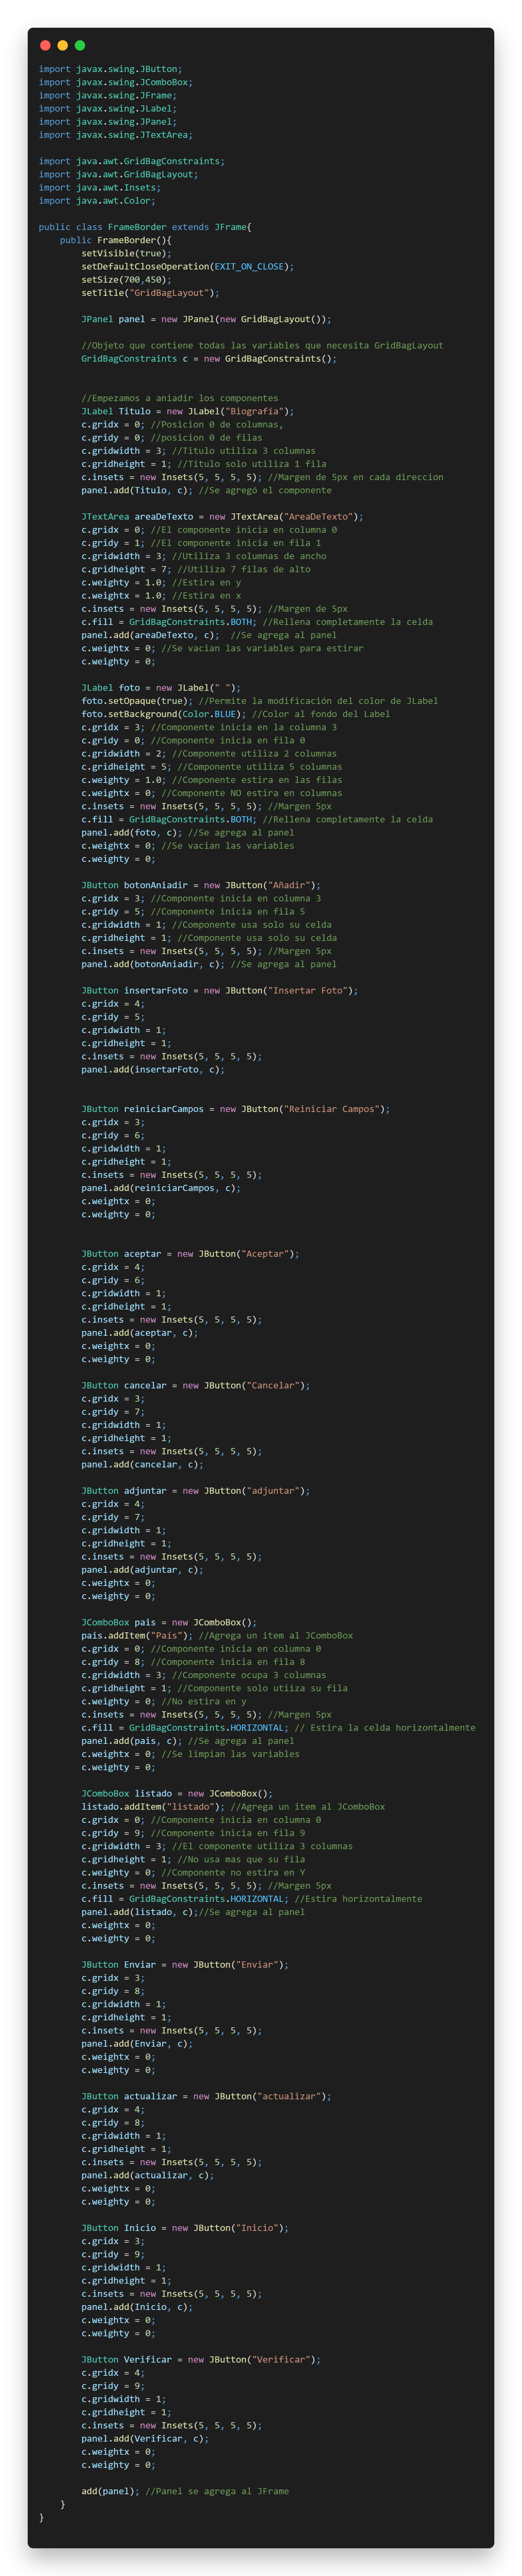 import javax.swing.JButton;
import javax.swing.JComboBox;
import javax.swing.JFrame;
import javax.swing.JLabel;
import javax.swing.JPanel;
import javax.swing.JTextArea;

import java.awt.GridBagConstraints;
import java.awt.GridBagLayout;
import java.awt.Insets;
import java.awt.Color;

public class FrameBorder extends JFrame{
    public FrameBorder(){
        setVisible(true);
        setDefaultCloseOperation(EXIT_ON_CLOSE);
        setSize(700,450);
        setTitle("GridBagLayout");

        JPanel panel = new JPanel(new GridBagLayout());

        //Objeto que contiene todas las variables que necesita GridBagLayout
        GridBagConstraints c = new GridBagConstraints();


        //Empezamos a aniadir los componentes
        JLabel Titulo = new JLabel("Biografía");
        c.gridx = 0; //Posicion 0 de columnas,
        c.gridy = 0; //posicion 0 de filas
        c.gridwidth = 3; //Titulo utiliza 3 columnas
        c.gridheight = 1; //Titulo solo utiliza 1 fila
        c.insets = new Insets(5, 5, 5, 5); //Margen de 5px en cada direccion
        panel.add(Titulo, c); //Se agregó el componente

        JTextArea areaDeTexto = new JTextArea("AreaDeTexto");
        c.gridx = 0; //El componente inicia en columna 0
        c.gridy = 1; //El componente inicia en fila 1
        c.gridwidth = 3; //Utiliza 3 columnas de ancho
        c.gridheight = 7; //Utiliza 7 filas de alto
        c.weighty = 1.0; //Estira en y
        c.weightx = 1.0; //Estira en x
        c.insets = new Insets(5, 5, 5, 5); //Margen de 5px
        c.fill = GridBagConstraints.BOTH; //Rellena completamente la celda
        panel.add(areaDeTexto, c);  //Se agrega al panel
        c.weightx = 0; //Se vacian las variables para estirar
        c.weighty = 0;

        JLabel foto = new JLabel(" ");
        foto.setOpaque(true); //Permite la modificación del color de JLabel
        foto.setBackground(Color.BLUE); //Color al fondo del Label
        c.gridx = 3; //Componente inicia en la columna 3
        c.gridy = 0; //Componente inicia en fila 0
        c.gridwidth = 2; //Componente utiliza 2 columnas
        c.gridheight = 5; //Componente utiliza 5 columnas
        c.weighty = 1.0; //Componente estira en las filas
        c.weightx = 0; //Componente NO estira en columnas
        c.insets = new Insets(5, 5, 5, 5); //Margen 5px
        c.fill = GridBagConstraints.BOTH; //Rellena completamente la celda
        panel.add(foto, c); //Se agrega al panel
        c.weightx = 0; //Se vacian las variables
        c.weighty = 0;

        JButton botonAniadir = new JButton("Añadir");
        c.gridx = 3; //Componente inicia en columna 3
        c.gridy = 5; //Componente inicia en fila 5
        c.gridwidth = 1; //Componente usa solo su celda
        c.gridheight = 1; //Componente usa solo su celda
        c.insets = new Insets(5, 5, 5, 5); //Margen 5px
        panel.add(botonAniadir, c); //Se agrega al panel

        JButton insertarFoto = new JButton("Insertar Foto");
        c.gridx = 4;
        c.gridy = 5;
        c.gridwidth = 1;
        c.gridheight = 1;
        c.insets = new Insets(5, 5, 5, 5);
        panel.add(insertarFoto, c);


        JButton reiniciarCampos = new JButton("Reiniciar Campos");
        c.gridx = 3;
        c.gridy = 6;
        c.gridwidth = 1;
        c.gridheight = 1;
        c.insets = new Insets(5, 5, 5, 5);
        panel.add(reiniciarCampos, c);
        c.weightx = 0;
        c.weighty = 0;


        JButton aceptar = new JButton("Aceptar");
        c.gridx = 4;
        c.gridy = 6;
        c.gridwidth = 1;
        c.gridheight = 1;
        c.insets = new Insets(5, 5, 5, 5);
        panel.add(aceptar, c);
        c.weightx = 0;
        c.weighty = 0;

        JButton cancelar = new JButton("Cancelar");
        c.gridx = 3;
        c.gridy = 7;
        c.gridwidth = 1;
        c.gridheight = 1;
        c.insets = new Insets(5, 5, 5, 5);
        panel.add(cancelar, c);

        JButton adjuntar = new JButton("adjuntar");
        c.gridx = 4;
        c.gridy = 7;
        c.gridwidth = 1;
        c.gridheight = 1;
        c.insets = new Insets(5, 5, 5, 5);
        panel.add(adjuntar, c);
        c.weightx = 0;
        c.weighty = 0;

        JComboBox pais = new JComboBox();
        pais.addItem("País"); //Agrega un item al JComboBox
        c.gridx = 0; //Componente inicia en columna 0
        c.gridy = 8; //Componente inicia en fila 8
        c.gridwidth = 3; //Componente ocupa 3 columnas
        c.gridheight = 1; //Componente solo utiiza su fila
        c.weighty = 0; //No estira en y
        c.insets = new Insets(5, 5, 5, 5); //Margen 5px
        c.fill = GridBagConstraints.HORIZONTAL; // Estira la celda horizontalmente
        panel.add(pais, c); //Se agrega al panel
        c.weightx = 0; //Se limpian las variables
        c.weighty = 0;

        JComboBox listado = new JComboBox();
        listado.addItem("listado"); //Agrega un item al JComboBox
        c.gridx = 0; //Componente inicia en columna 0
        c.gridy = 9; //Componente inicia en fila 9
        c.gridwidth = 3; //El componente utiliza 3 columnas
        c.gridheight = 1; //No usa mas que su fila
        c.weighty = 0; //Componente no estira en Y
        c.insets = new Insets(5, 5, 5, 5); //Margen 5px
        c.fill = GridBagConstraints.HORIZONTAL; //Estira horizontalmente
        panel.add(listado, c);//Se agrega al panel
        c.weightx = 0;
        c.weighty = 0;

        JButton Enviar = new JButton("Enviar");
        c.gridx = 3;
        c.gridy = 8;
        c.gridwidth = 1;
        c.gridheight = 1;
        c.insets = new Insets(5, 5, 5, 5);
        panel.add(Enviar, c);
        c.weightx = 0;
        c.weighty = 0;

        JButton actualizar = new JButton("actualizar");
        c.gridx = 4;
        c.gridy = 8;
        c.gridwidth = 1;
        c.gridheight = 1;
        c.insets = new Insets(5, 5, 5, 5);
        panel.add(actualizar, c);
        c.weightx = 0;
        c.weighty = 0;

        JButton Inicio = new JButton("Inicio");
        c.gridx = 3;
        c.gridy = 9;
        c.gridwidth = 1;
        c.gridheight = 1;
        c.insets = new Insets(5, 5, 5, 5);
        panel.add(Inicio, c);
        c.weightx = 0;
        c.weighty = 0;

        JButton Verificar = new JButton("Verificar");
        c.gridx = 4;
        c.gridy = 9;
        c.gridwidth = 1;
        c.gridheight = 1;
        c.insets = new Insets(5, 5, 5, 5);
        panel.add(Verificar, c);
        c.weightx = 0;
        c.weighty = 0;

        add(panel); //Panel se agrega al JFrame
    }
}